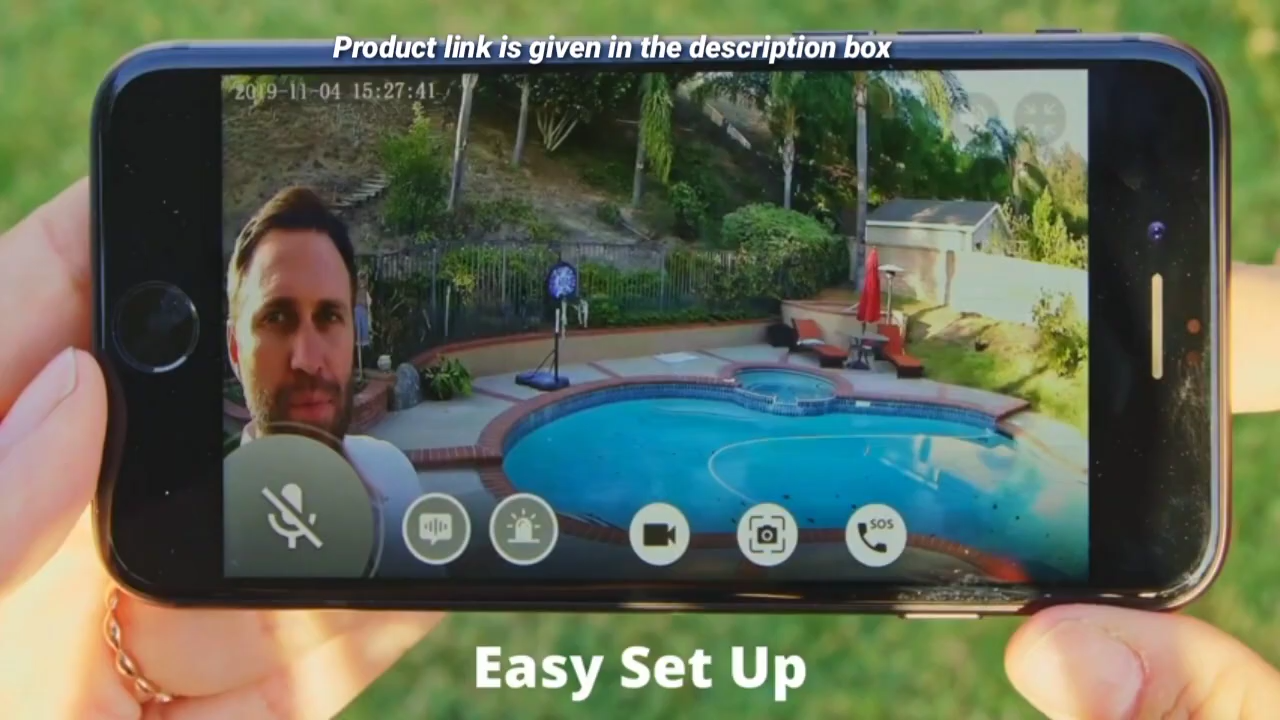 Product link is given in the description box
2019-11-04 15:27:41
SOS
Easy Set Up